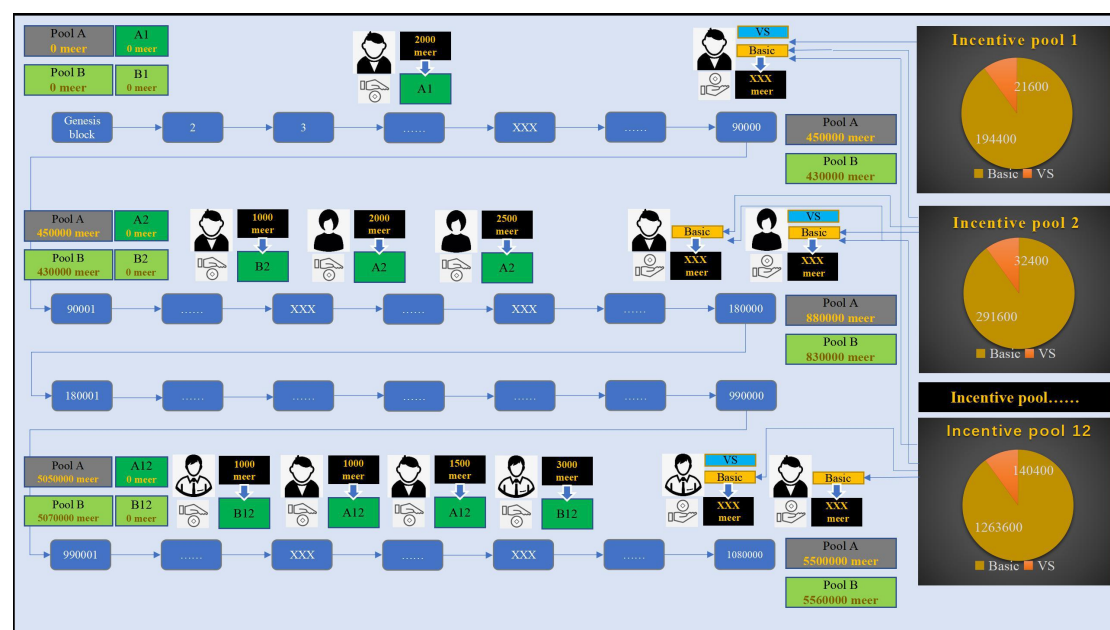 Pool A
0 meer
A1
0 meer
Pool B
0 meer
B1
0 meer
2000
meer
A1
VS
Basic
XXX
meer
Genesis
block
2
3
......
XXX
......
90000
Pool A
450000 meer
Pool B
430000 meer
Incentive pool 1
21600
194400
Basic VS
Pool A
450000 meer
A2
0 meer
Pool B
430000 meer
B2
0 meer
1000
meer
B2
2000
meer
A2
2500
meer
A2
Basic
XXX
meer
VS
Basic
XXX
meer
90001
......
XXX
......
XXX
......
180000
Pool A
880000 meer
Pool B
830000 meer
Incentive pool 2
32400
291600
Basic VS
180001
......
......
......
......
......
990000
Incentive pool......
Pool A
5050000 meer
A12
0 meer
Pool B
5070000 meer
B12
0 meer
1000
meer
B12
1000
meer
A12
1500
meer
A12
3000
meer
B12
VS
Basic
XXX
meer
Basic
XXX
meer
990001
......
XXX
......
XXX
......
1080000
Pool A
5500000 meer
Pool B
5560000 meer
Incentive pool 12
140400
1263600
Basic VS